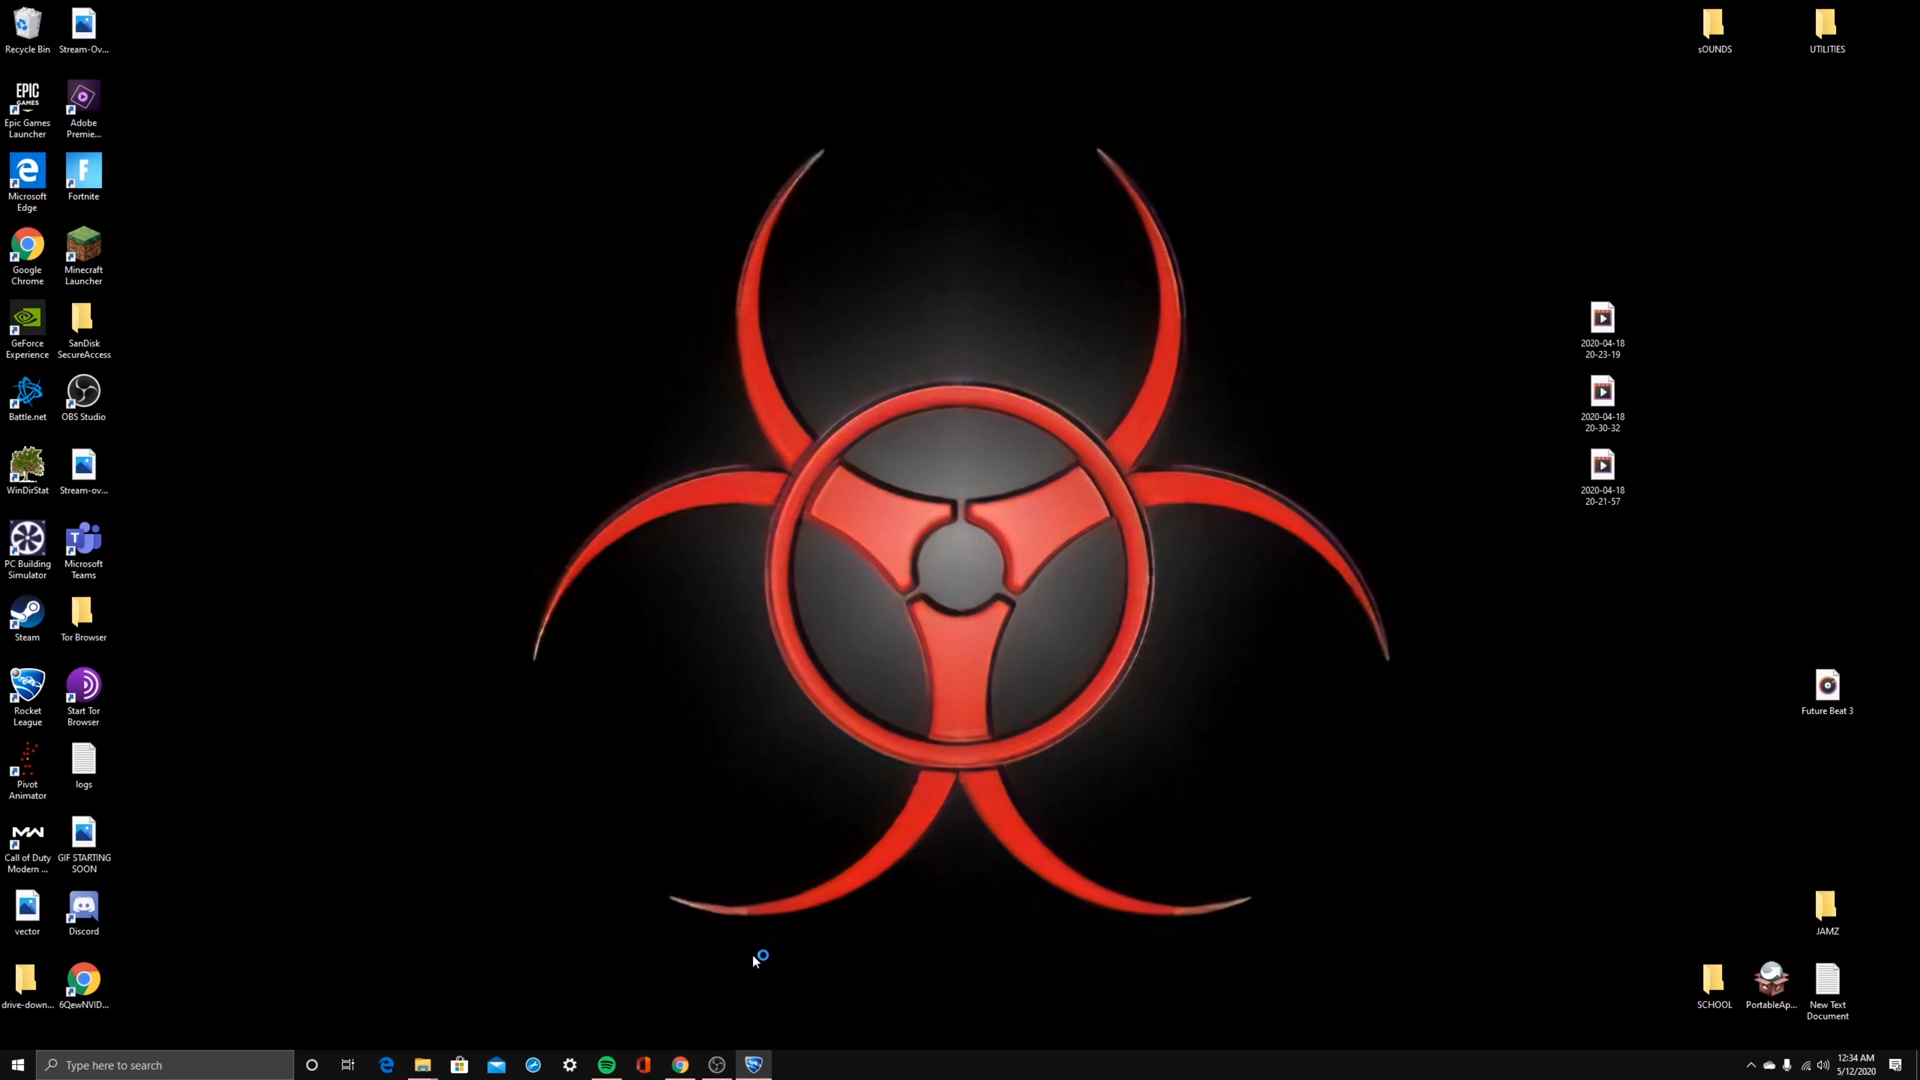 Recycle Bin
Stream-Ov...
EPIC
GAMES
Epic Games
Launcher
Adobe
Premie...
Microsoft
Edge
Fortnite
Google
Chrome
Minecraft
Launcher
GeForce
Experience
SanDisk
SecureAccess
Battle.net
OBS Studio
WinDirStat
Stream-ov...
PC Building
Simulator
Microsoft
Teams
Steam
Tor Browser
Rocket
League
Start Tor
Browser
Pivot
Animator
logs
Call of Duty
Modern ...
GIF STARTING
SOON
vector
Discord
drive-down...
6QewNVID...
sOUNDS
UTILITIES
2020-04-18
20-23-19
2020-04-18
20-30-32
2020-04-18
20-21-57
Future Beat 3
JAMZ
SCHOOL
PortableAp...
New Text
Document
Type here to search
12:34 AM
5/12/2020